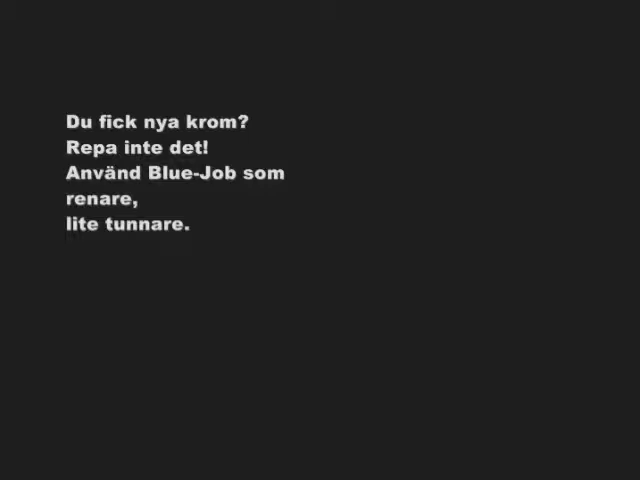 Du fick nya krom?
Repa inte det!
Använd Blue-Job som
renare,
lite tunnare.